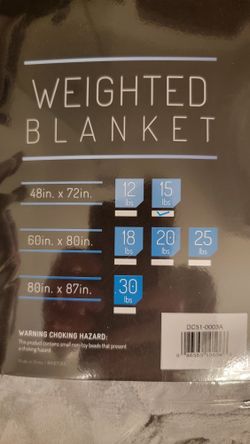 WEIGHTED
BLANKET
48in. x 72in. 12 lbs 15 lbs
60in. x 80in. 18 lbs 20 lbs 25 lbs
80in. x 87in. 30 lbs
WARNING CHOKING HAZARD:
This product contains small non-toy beads that present
a choking hazard.